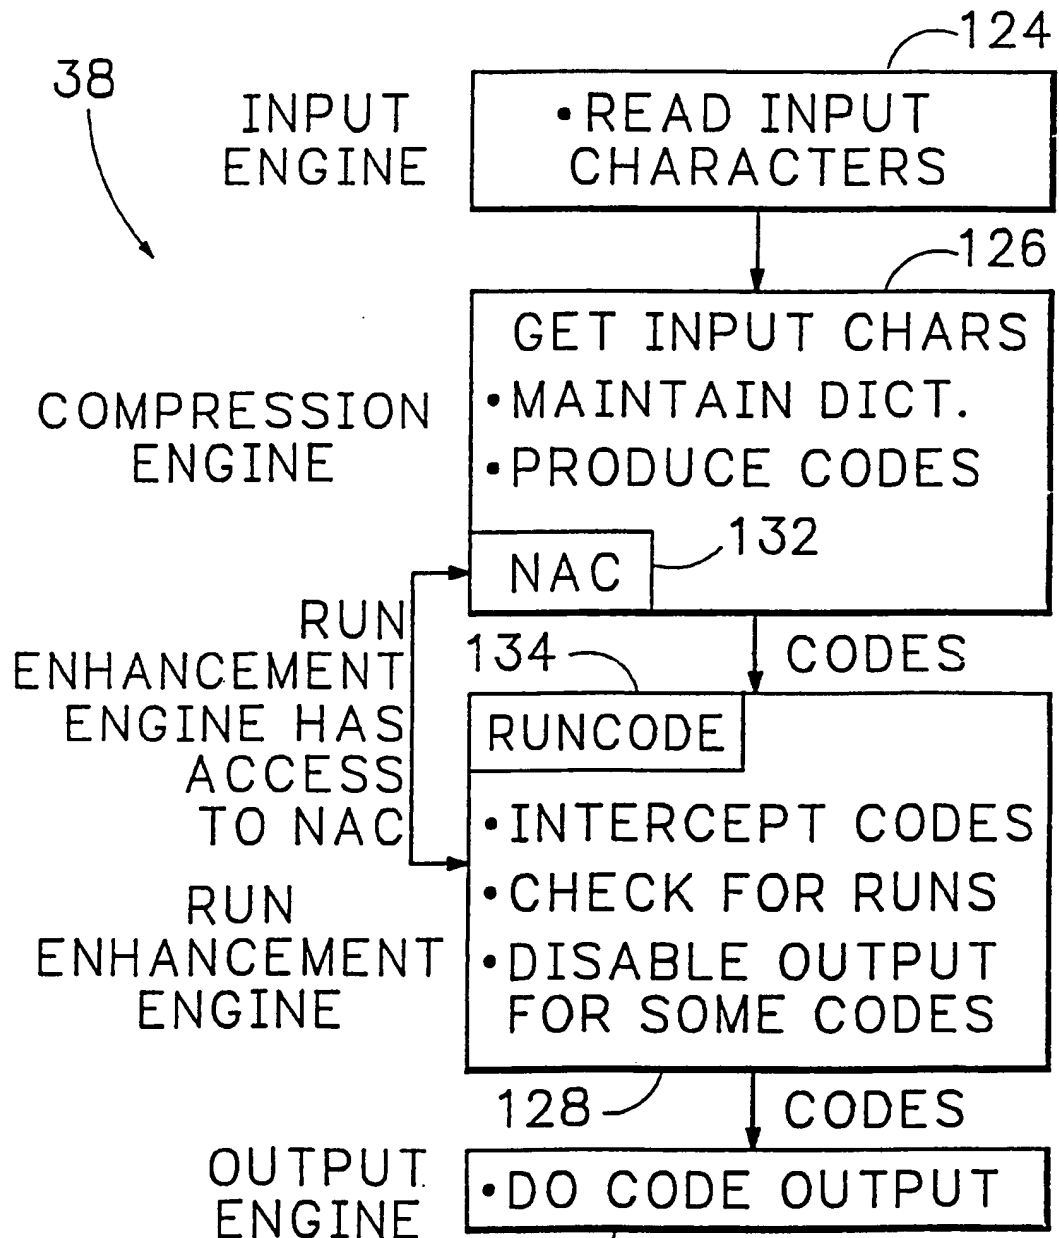 124
38
INPUT
ENGINE
•READ INPUT
CHARACTERS
126
COMPRESSION
ENGINE
GET INPUT CHARS
•MAINTAIN DICT.
•PRODUCE CODES
NAC
132
RUN
ENHANCEMENT
ENGINE HAS
ACCESS
TO NAC
134
CODES
RUNCODE
•INTERCEPT CODES
•CHECK FOR RUNS
•DISABLE OUTPUT
FOR SOME CODES
RUN
ENHANCEMENT
ENGINE
128
CODES
OUTPUT
ENGINE
•DO CODE OUTPUT